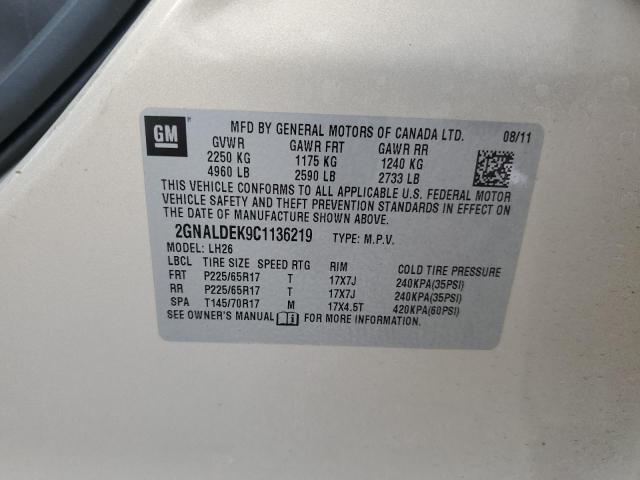 GM
MFD BY GENERAL MOTORS OF CANADA LTD. 08/11
GVWR GAWR FRT GAWR RR
2250 KG 1175 KG 1240 KG
4960 LB 2590 LB 2733 LB
THIS VEHICLE CONFORMS TO ALL APPLICABLE U.S. FEDERAL MOTOR
VEHICLE SAFETY AND THEFT PREVENTION STANDARDS IN EFFECT ON
THE DATE OF MANUFACTURE SHOWN ABOVE.
2GNALDEK9C1136219 TYPE: M.P.V.
MODEL: LH26
LBCL TIRE SIZE SPEED RTG RIM COLD TIRE PRESSURE
FRT P225/65R17 T 17X7J 240KPA(35PSI)
RR P225/65R17 T 17X7J 240KPA(35PSI)
SPA T145/70R17 M 17X4.5T 420KPA(60PSI)
SEE OWNER'S MANUAL FOR MORE INFORMATION.